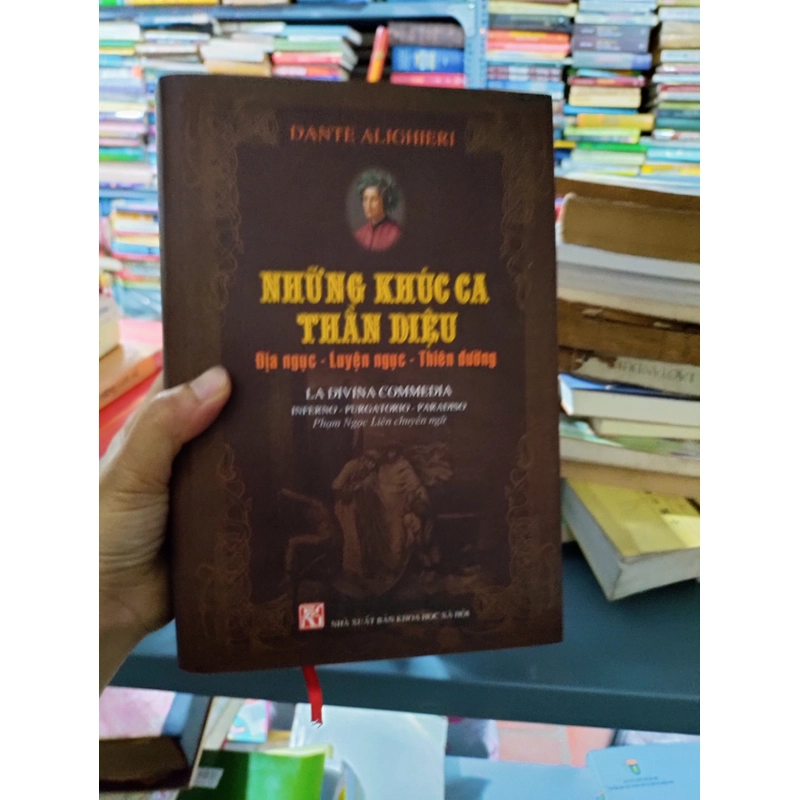 DANTE ALIGHIERI
NHỮNG KHÚC CA
THẦN DIỆU
Địa ngục - Luyện ngục - Thiên đường
LA DIVINA COMMEDIA
INFERNO - PURGATORIO - PARADISO
Phạm Ngọc Liên chuyển ngữ
NHÀ XUẤT BẢN KHOA HỌC XÃ HỘI